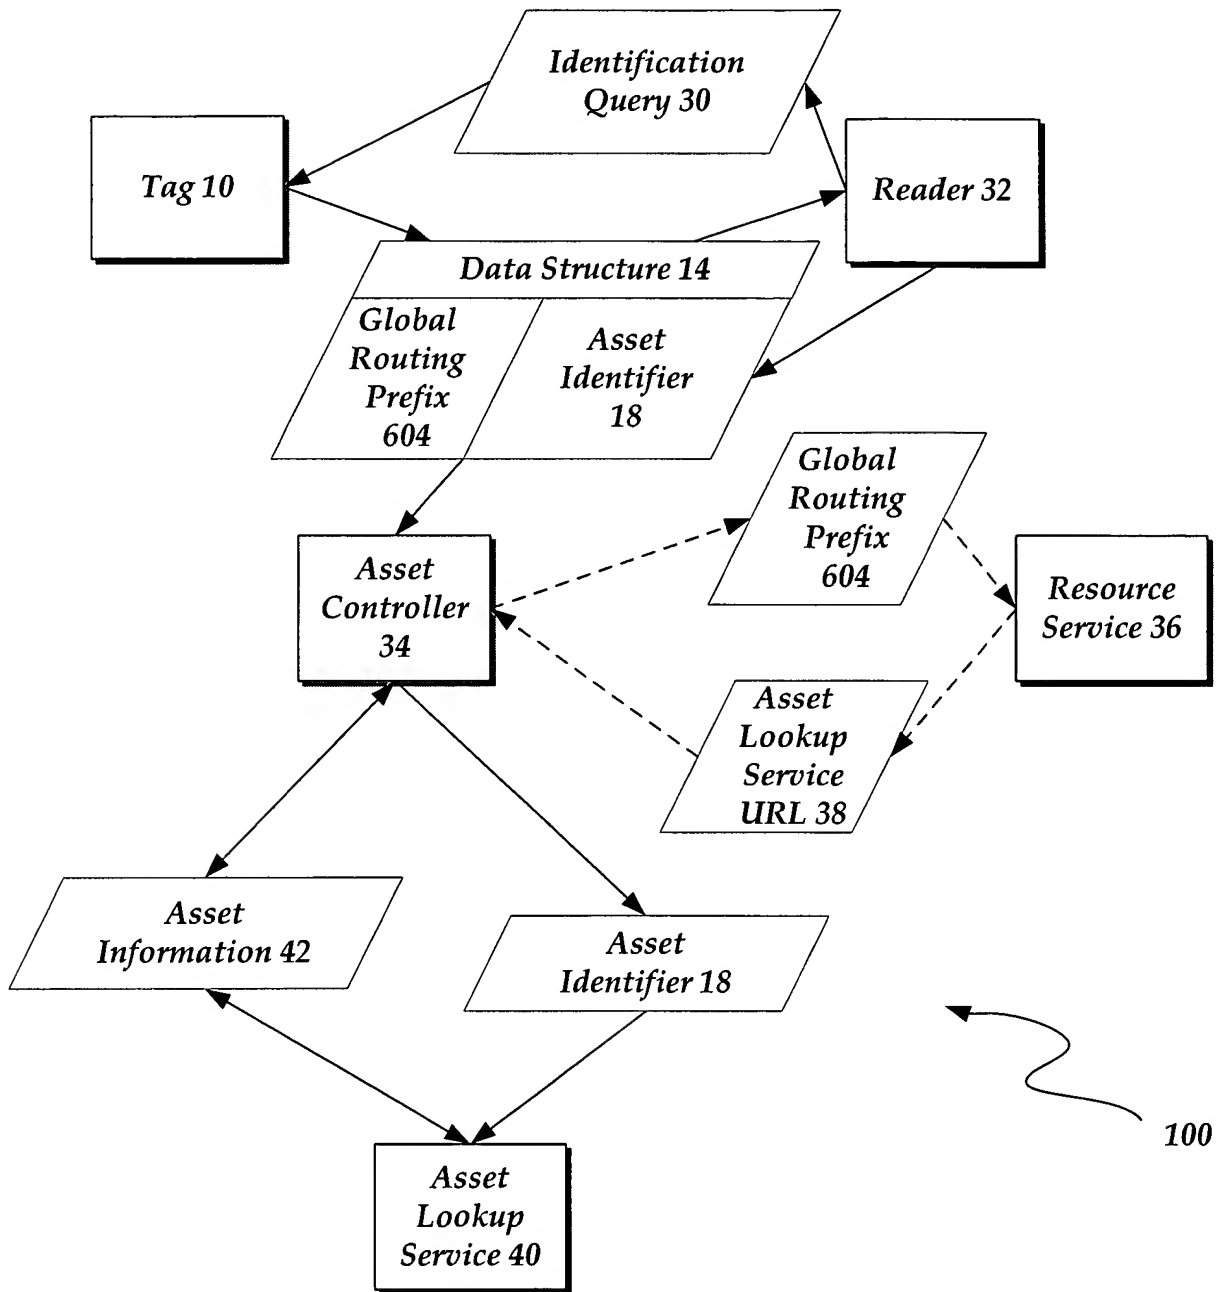 Identification
Query 30
Tag 10
Reader 32
Data Structure 14
Global
Routing
Prefix
604
Asset
Identifier
18
Global
Routing
Prefix
604
Asset
Controller
34
Resource
Service 36
Asset
Lookup
Service
URL 38
Asset
Information 42
Asset
Identifier 18
100
Asset
Lookup
Service 40